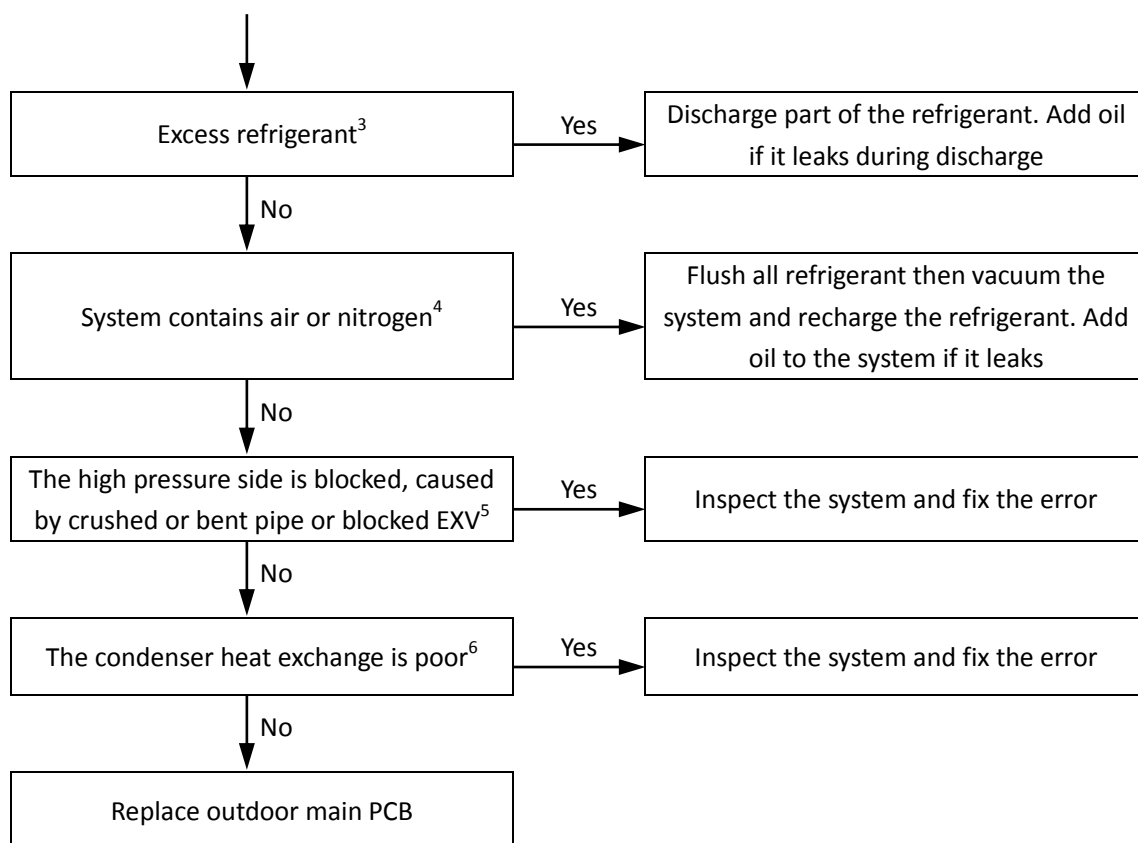 Excess refrigerant³
Yes
Discharge part of the refrigerant. Add oil
if it leaks during discharge
No
System contains air or nitrogen⁴
Yes
Flush all refrigerant then vacuum the
system and recharge the refrigerant. Add
oil to the system if it leaks
No
The high pressure side is blocked, caused
by crushed or bent pipe or blocked EXV⁵
Yes
Inspect the system and fix the error
No
The condenser heat exchange is poor⁶
Yes
Inspect the system and fix the error
No
Replace outdoor main PCB